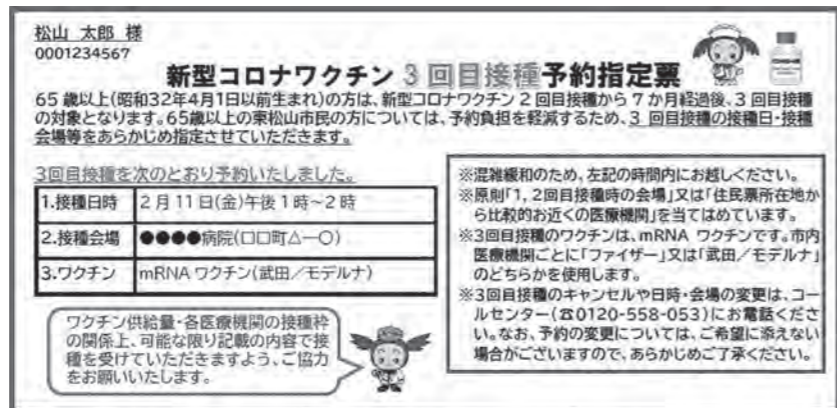 松山 太郎 様
0001234567
新型コロナワクチン 3 回目接種予約指定票
65 歳以上(昭和32年4月1日以前生まれ)の方は、新型コロナワクチン 2 回目接種から 7 か月経過後、3 回目接種
の対象となります。65歳以上の東松山市民の方については、予約負担を軽減するため、3 回目接種の接種日・接種
会場等をあらかじめ指定させていただきます。
3回目接種を次のとおり予約いたしました。
1.接種日時 2 月 11 日(金)午後 1 時～2 時
2.接種会場 ●●●●病院(□□町△ー○)
3.ワクチン mRNA ワクチン(武田／モデルナ)
※混雑緩和のため、左記の時間内にお越しください。
※原則「1, 2回目接種時の会場」又は「住民票所在地か
ら比較的お近くの医療機関」を当てはめています。
※3回目接種のワクチンは、mRNA ワクチンです。市内
医療機関ごとに「ファイザー」又は「武田／モデルナ」
のどちらかを使用します。
※3回目接種のキャンセルや日時・会場の変更は、コー
ルセンター(☎0120-558-053)にお電話くださ
い。なお、予約の変更については、ご希望に添えない
場合がございますので、あらかじめご了承ください。
ワクチン供給量・各医療機関の接種枠
の関係上、可能な限り記載の内容で接
種を受けていただきますよう、ご協力
をお願いいたします。